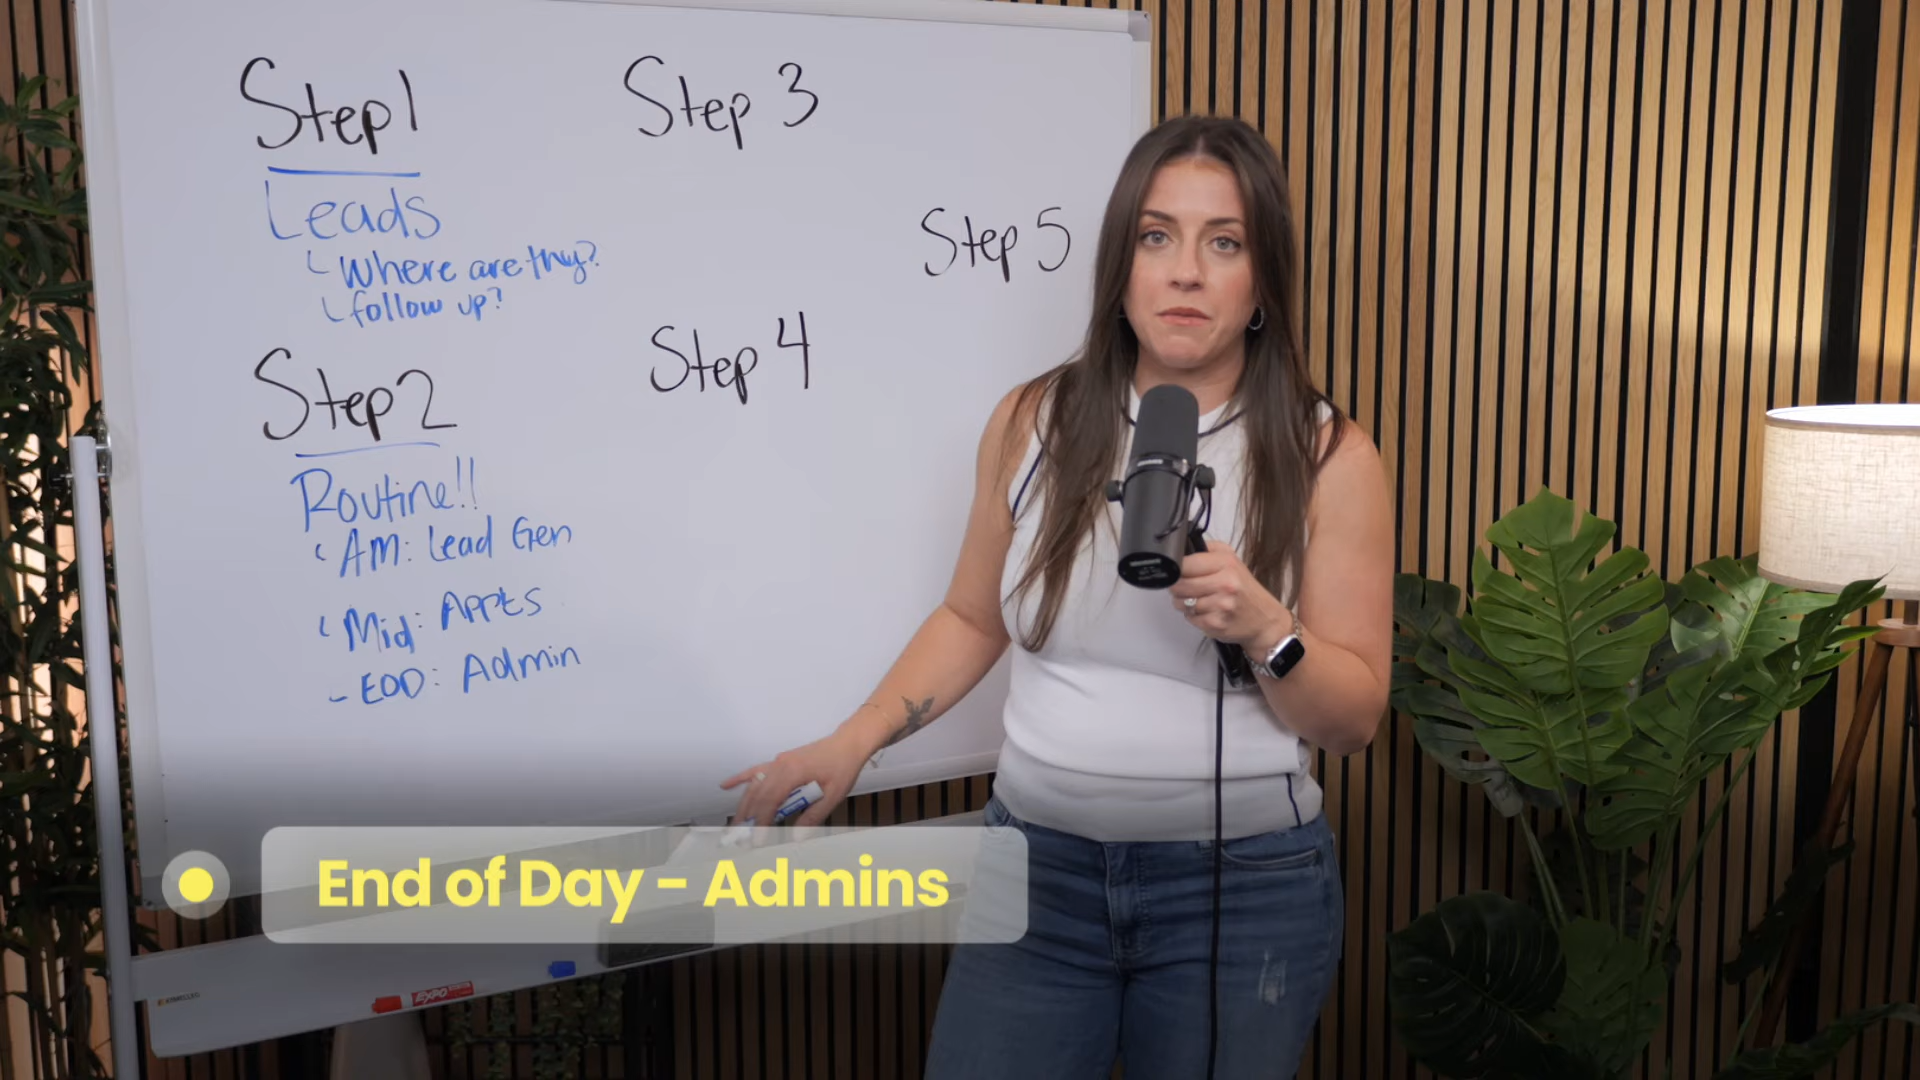 Step 1
Leads
Where are they?
follow up?
Step 2
Routine!!
AM: Lead Gen
Mid: Appts
- EOD: Admin
Step 3
Step 4
Step 5
End of Day - Admins
EXPO